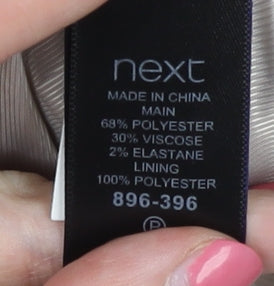 next
MADE IN CHINA
MAIN
68% POLYESTER
30% VISCOSE
2% ELASTANE
LINING
100% POLYESTER
896-396
P